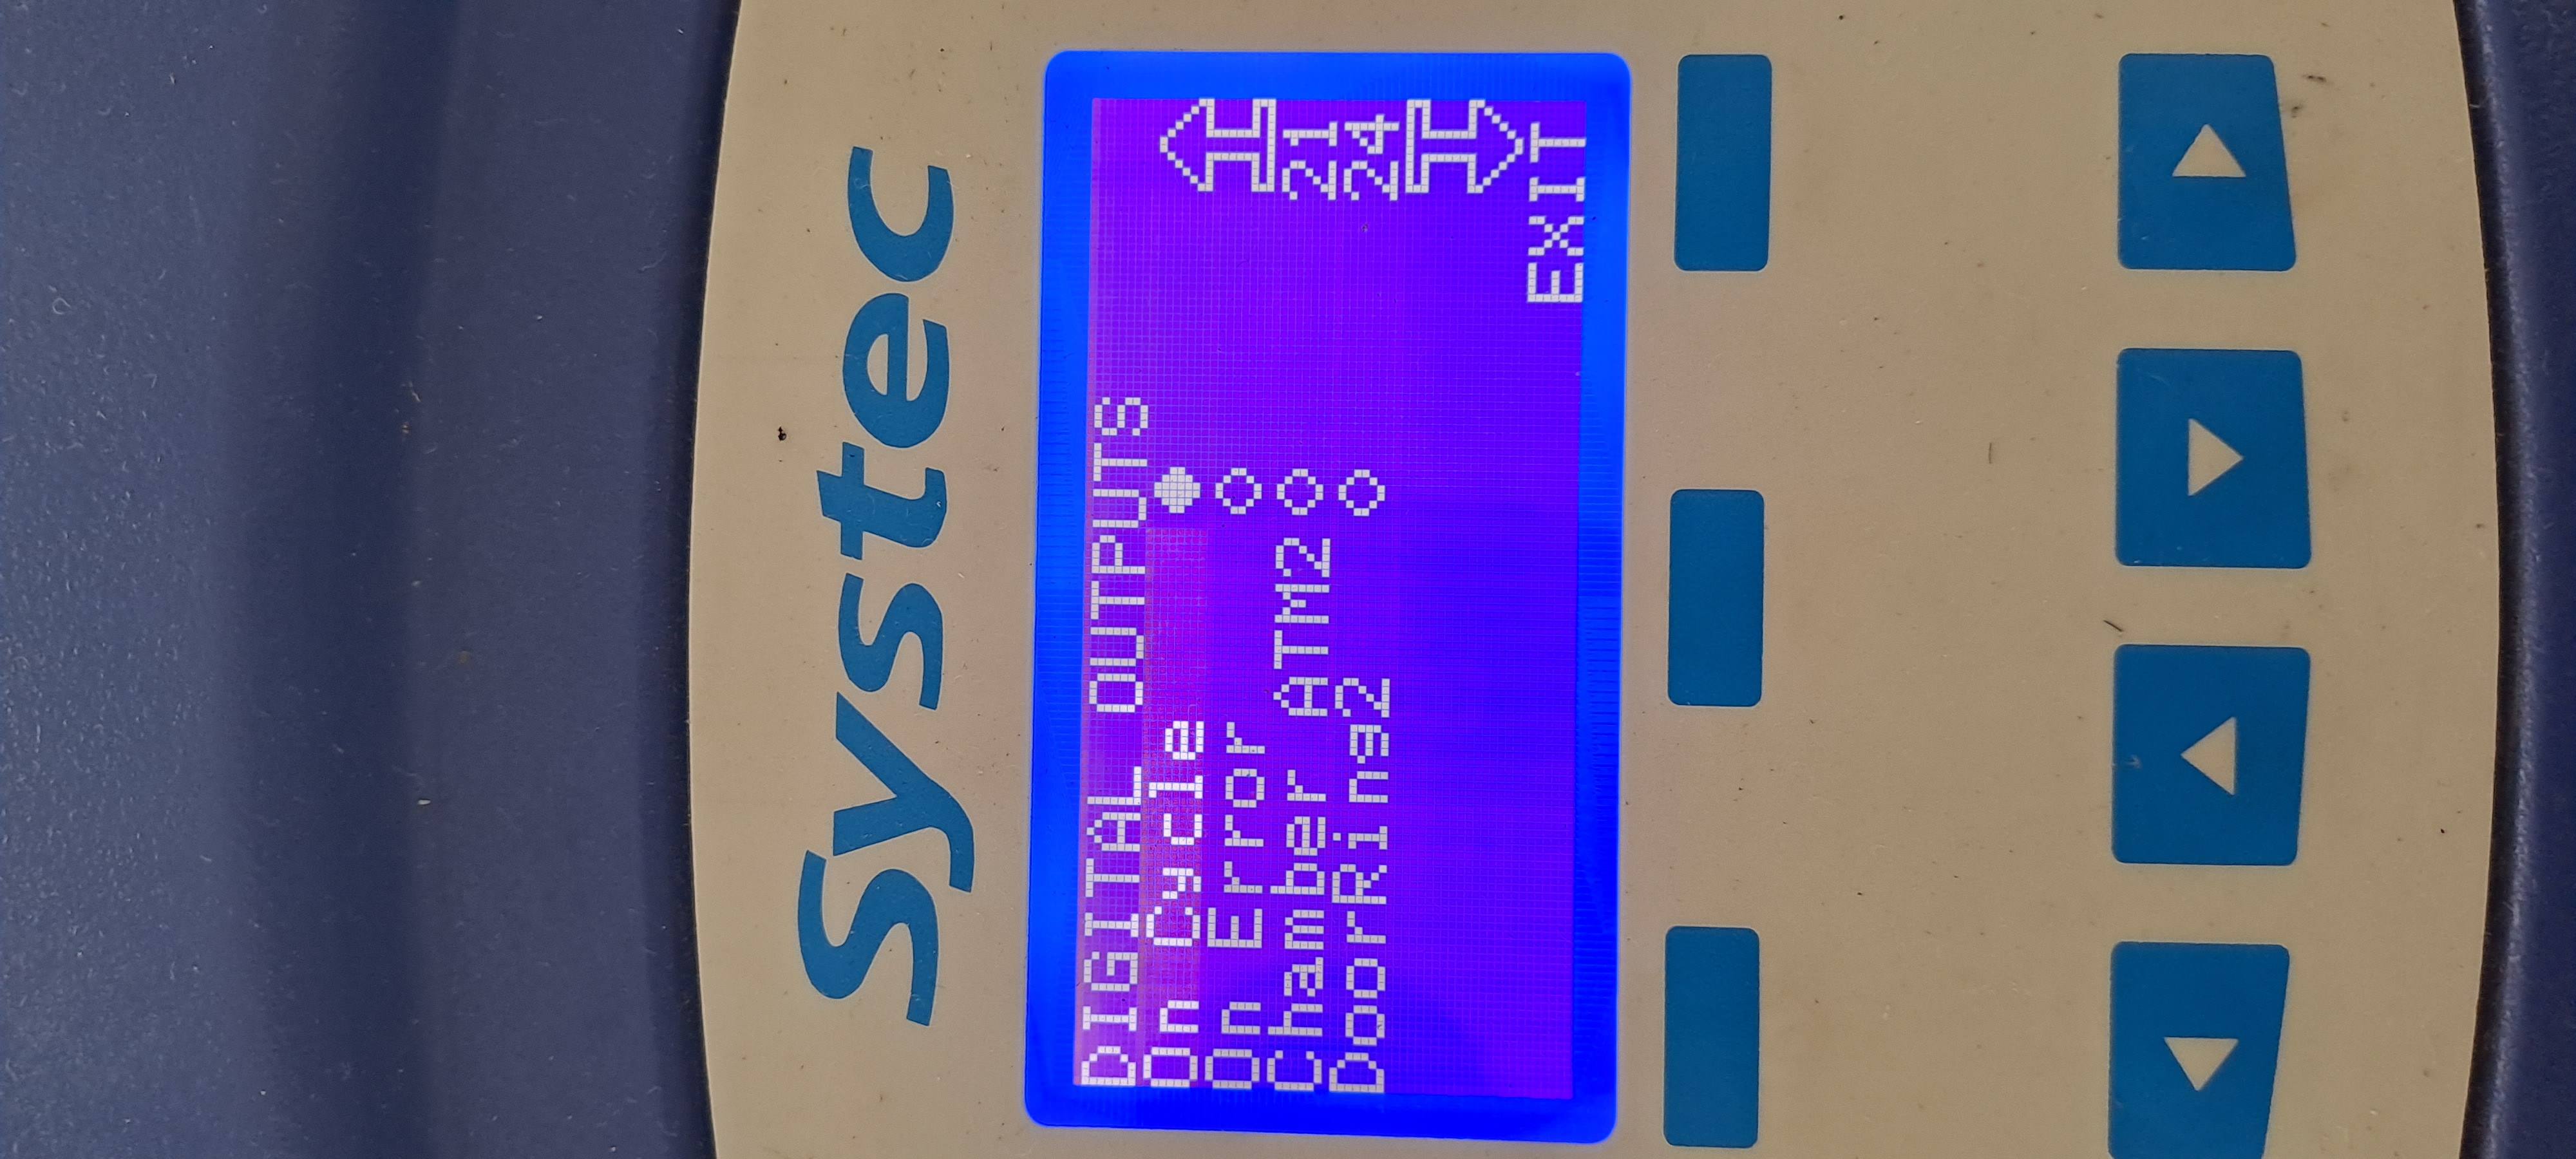 Systec
DIGITAL OUTPUTS
On Cycle
On Error
Chamber ATM2
DoorRing2
21
24
EXIT